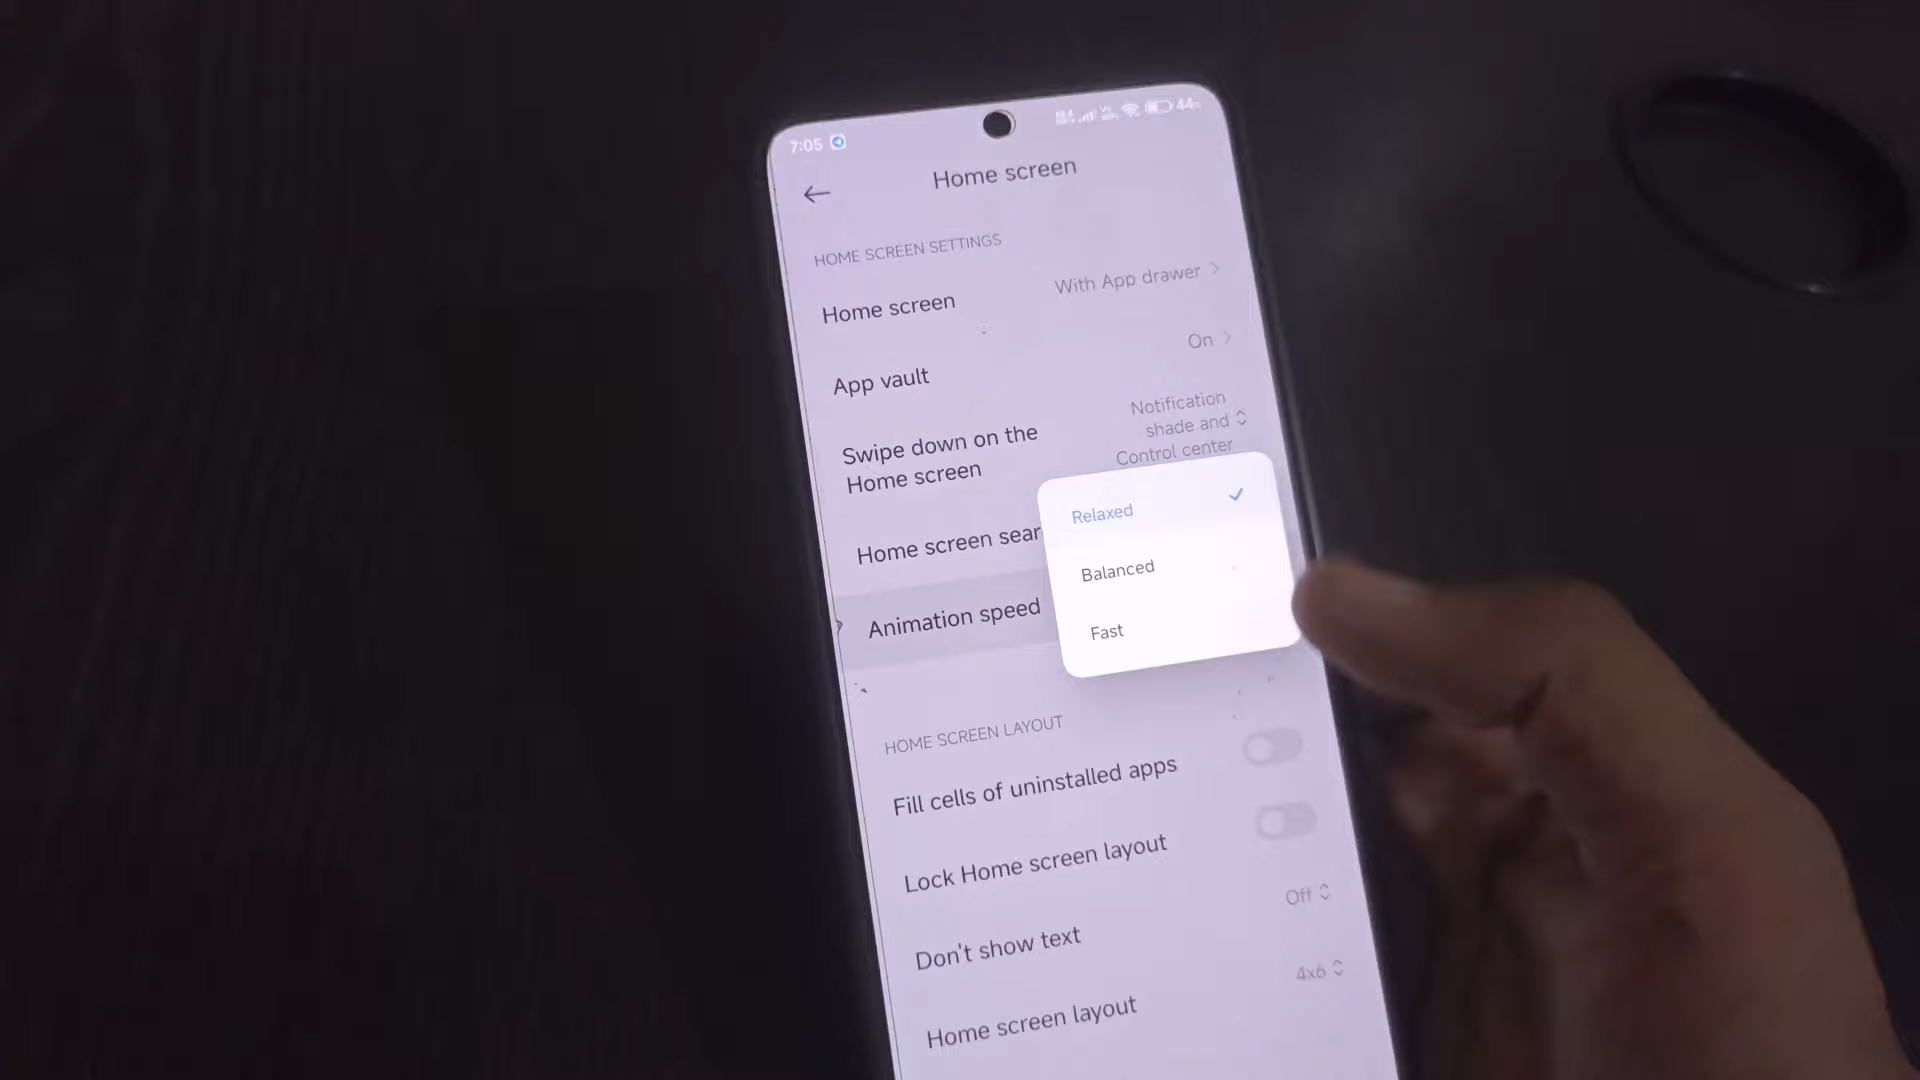 7:05
44
Home screen
HOME SCREEN SETTINGS
Home screen
With App drawer
App vault
On
Swipe down on the
Home screen
Notification
shade and
Control center
Home screen sear
Relaxed
Balanced
Fast
Animation speed
HOME SCREEN LAYOUT
Fill cells of uninstalled apps
Lock Home screen layout
Don't show text
Off
Home screen layout
4x6